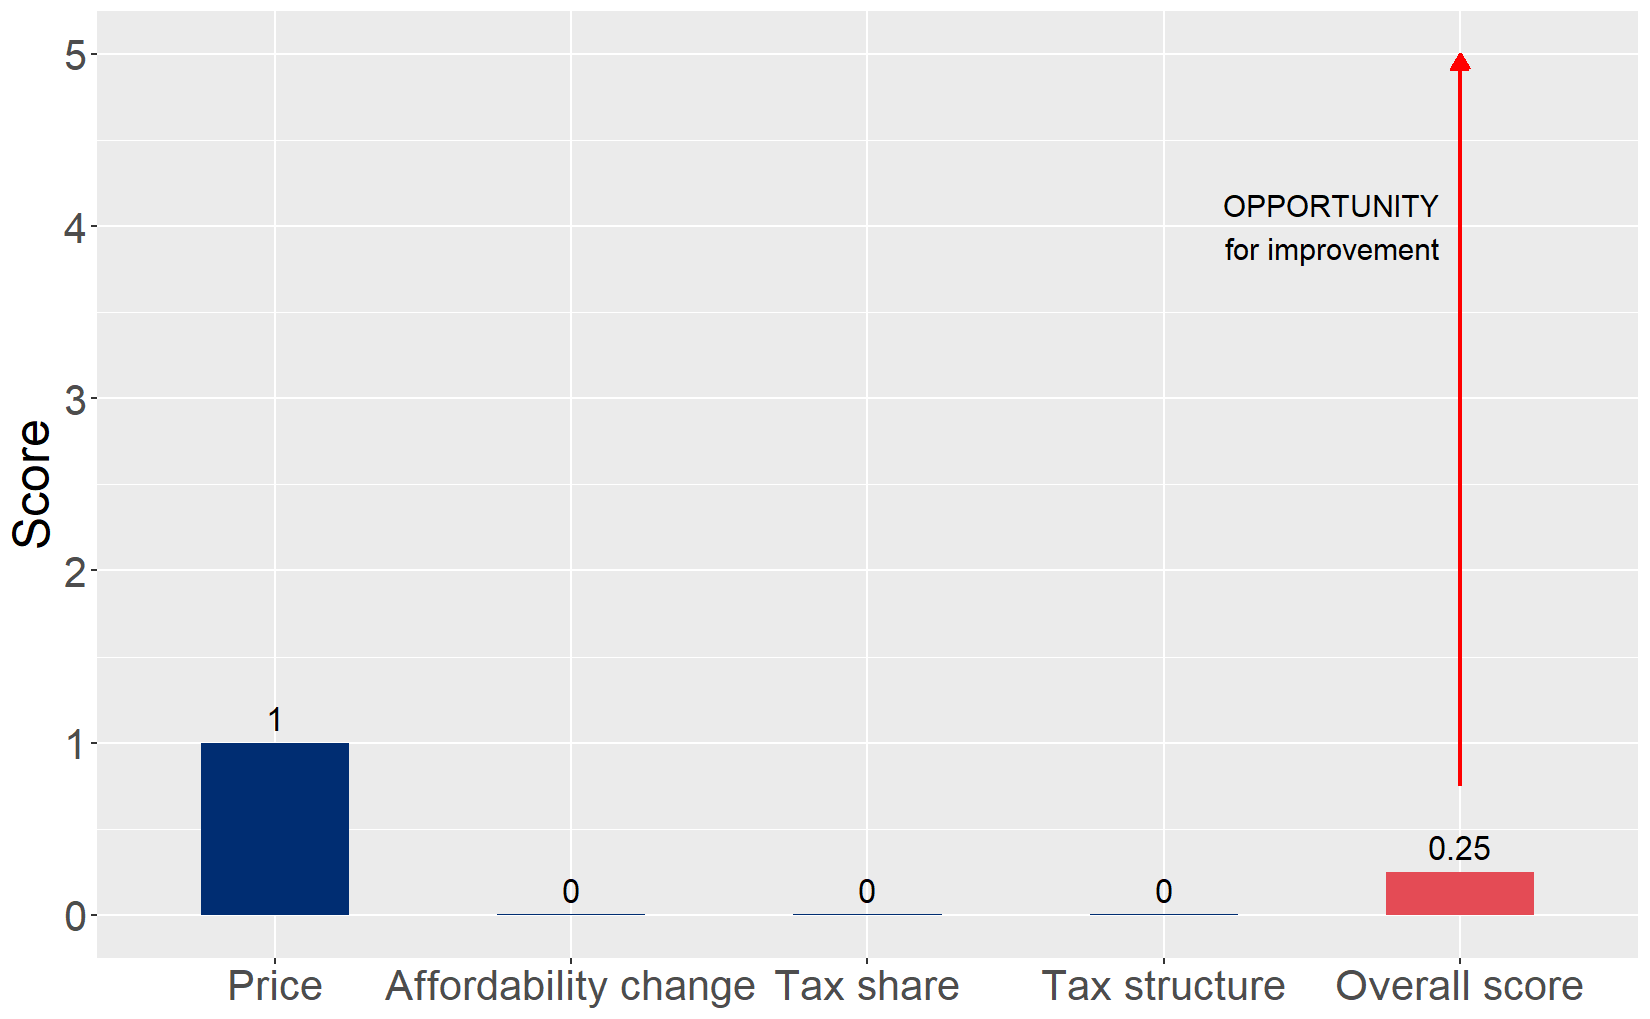 Score
5
4
3
2
1
0
OPPORTUNITY
for improvement
1
0
0
0
0.25
Price
Affordability change
Tax share
Tax structure
Overall score